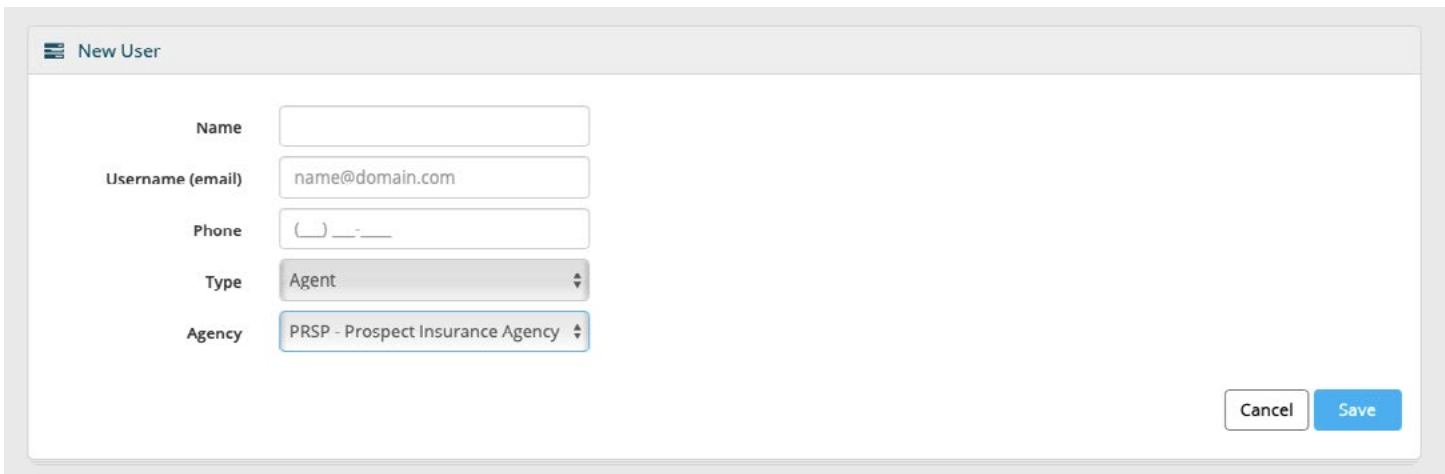 New User
Name
Username (email) name@domain.com
Phone (__) ___-____
Type Agent
Agency PRSP - Prospect Insurance Agency
Cancel Save